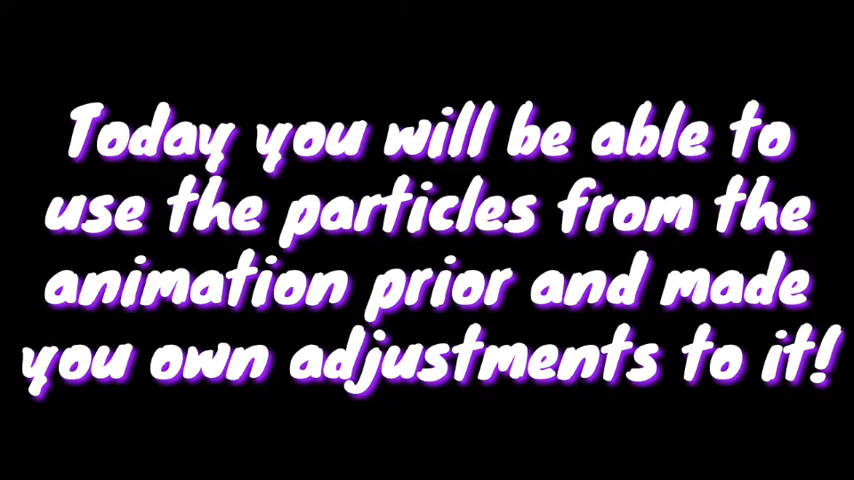 Today you will be able to
use the particles from the
animation prior and made
you own adjustments to it!